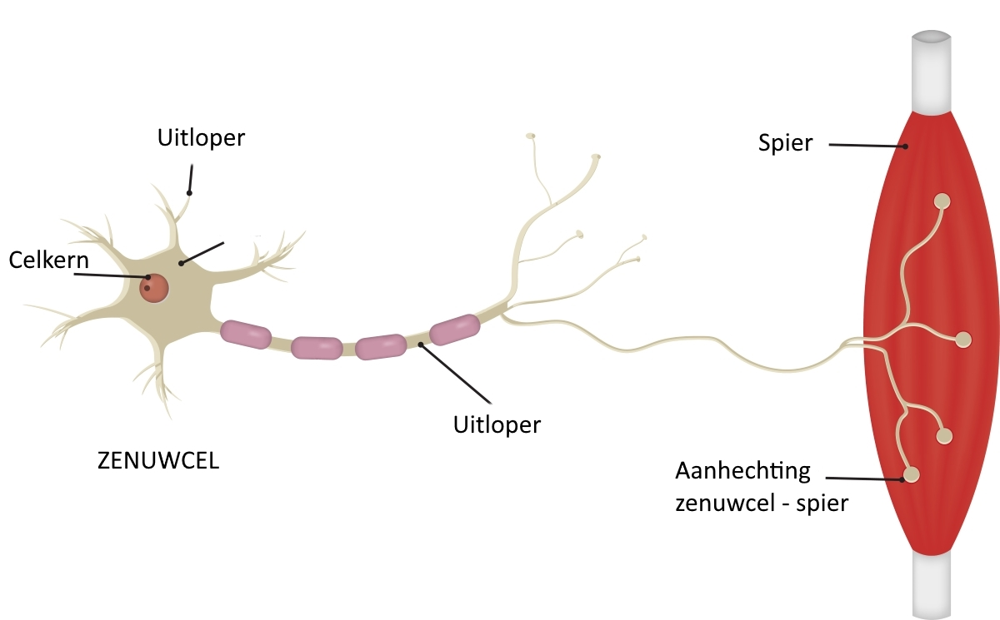 Uitloper
Spier
Celkern
Uitloper
ZENUWCEL
Aanhechting
zenuwcel - spier